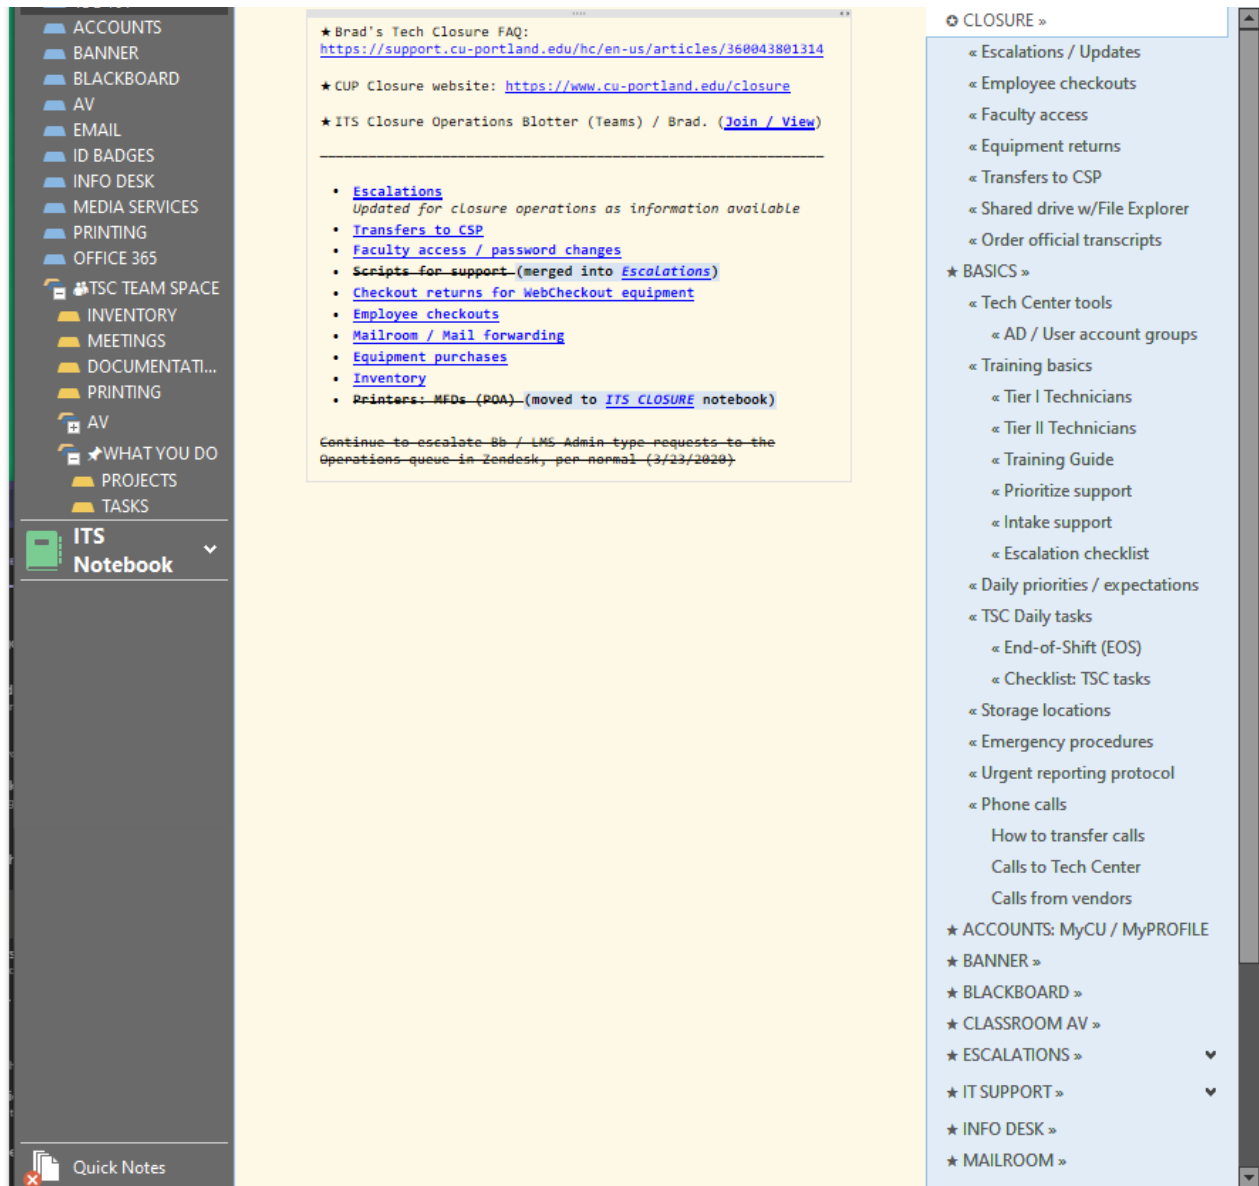 ACCOUNTS
BANNER
BLACKBOARD
AV
EMAIL
ID BADGES
INFO DESK
MEDIA SERVICES
PRINTING
OFFICE 365
TSC TEAM SPACE
INVENTORY
MEETINGS
DOCUMENTATI...
PRINTING
AV
WHAT YOU DO
PROJECTS
TASKS
ITS
Notebook
Quick Notes
★ Brad's Tech Closure FAQ:
https://support.cu-portland.edu/hc/en-us/articles/360043801314
★ CUP Closure website: https://www.cu-portland.edu/closure
★ ITS Closure Operations Blotter (Teams) / Brad. (Join / View)
• Escalations
Updated for closure operations as information available
• Transfers to CSP
• Faculty access / password changes
• Scripts for support (merged into Escalations)
• Checkout returns for WebCheckout equipment
• Employee checkouts
• Mailroom / Mail forwarding
• Equipment purchases
• Inventory
• Printers: MFDs (POA) (moved to ITS CLOSURE notebook)
Continue to escalate Bb / LMS Admin type requests to the
Operations queue in Zendesk, per normal (3/23/2020)
✪ CLOSURE »
« Escalations / Updates
« Employee checkouts
« Faculty access
« Equipment returns
« Transfers to CSP
« Shared drive w/File Explorer
« Order official transcripts
★ BASICS »
« Tech Center tools
« AD / User account groups
« Training basics
« Tier I Technicians
« Tier II Technicians
« Training Guide
« Prioritize support
« Intake support
« Escalation checklist
« Daily priorities / expectations
« TSC Daily tasks
« End-of-Shift (EOS)
« Checklist: TSC tasks
« Storage locations
« Emergency procedures
« Urgent reporting protocol
« Phone calls
How to transfer calls
Calls to Tech Center
Calls from vendors
★ ACCOUNTS: MyCU / MyPROFILE
★ BANNER »
★ BLACKBOARD »
★ CLASSROOM AV »
★ ESCALATIONS »
★ IT SUPPORT »
★ INFO DESK »
★ MAILROOM »